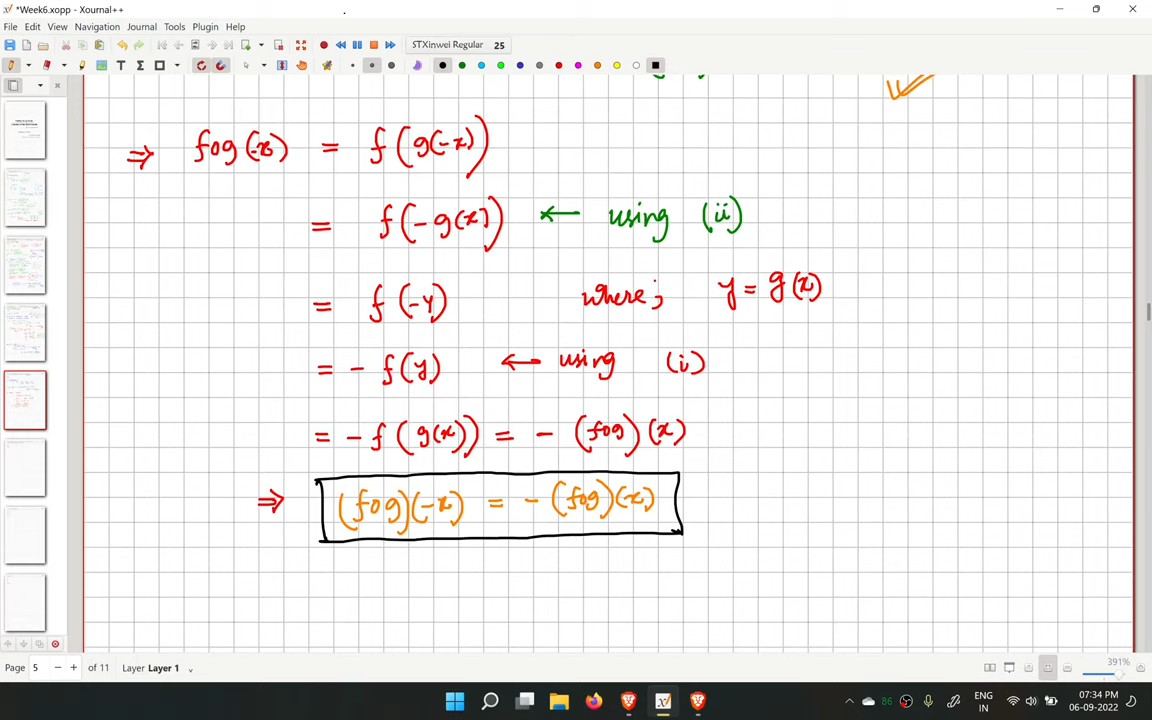 *Week6.xopp - Xournal++
File Edit View Navigation Journal Tools Plugin Help
STXinwei Regular 25
⇒ fog(-x) = f(g(-x))
= f(-g(x)) ← using (ii)
= f(-y) where; y = g(x)
= - f(y) ← using (i)
= - f(g(x)) = - (fog)(x)
⇒ (fog)(-x) = - (fog)(x)
Page 5 of 11 Layer Layer 1
391%
86 ENG IN 07:34 PM 06-09-2022